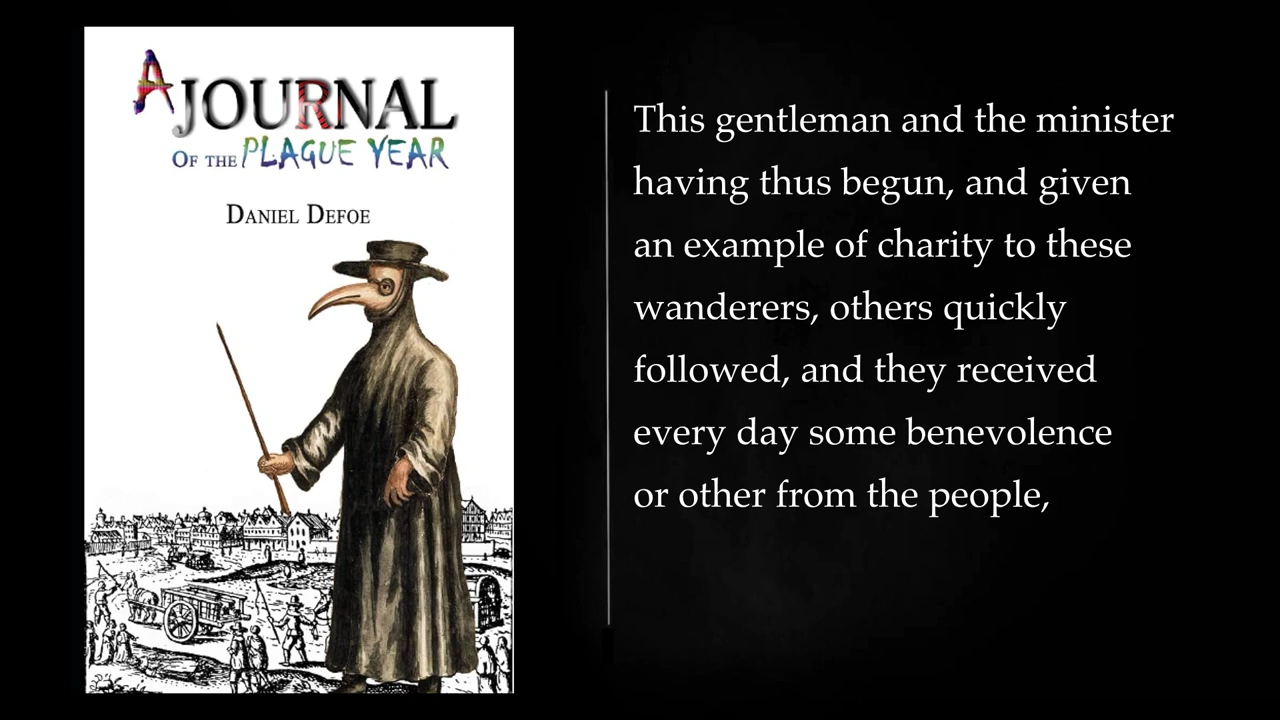 A JOURNAL
OF THE PLAGUE YEAR
DANIEL DEFOE
This gentleman and the minister
having thus begun, and given
an example of charity to these
wanderers, others quickly
followed, and they received
every day some benevolence
or other from the people,